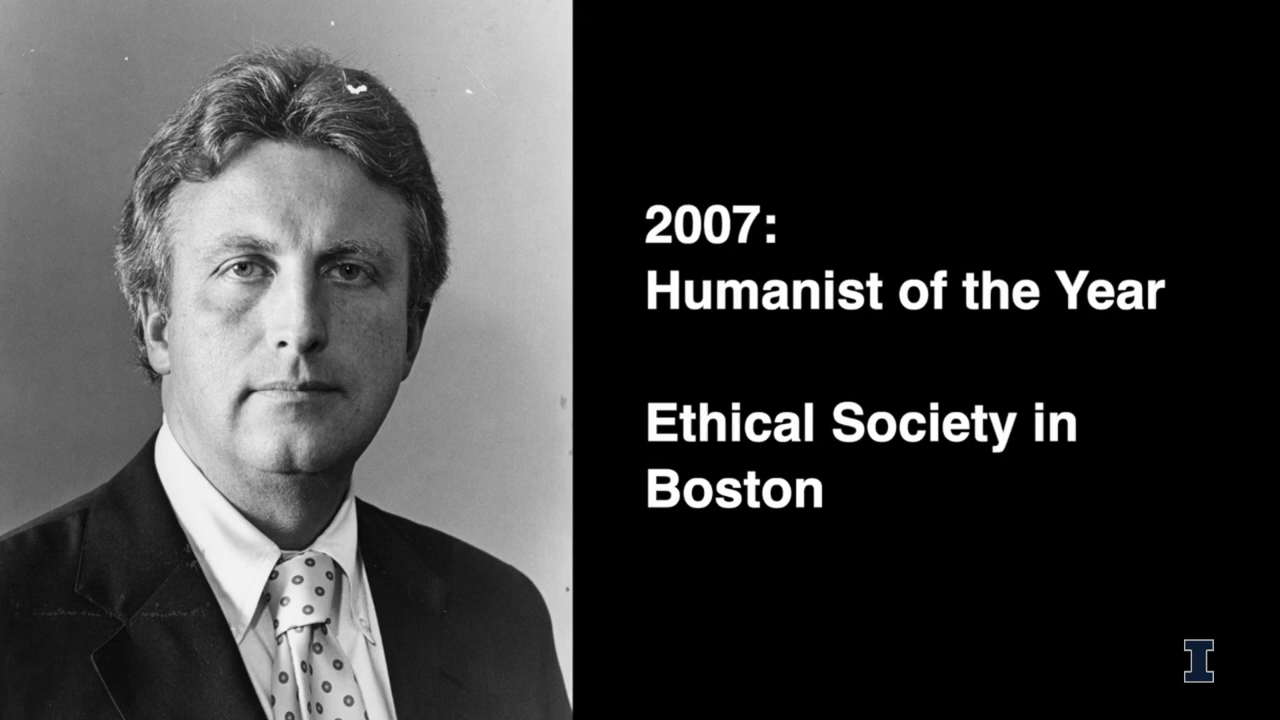 2007:
Humanist of the Year
Ethical Society in
Boston
I